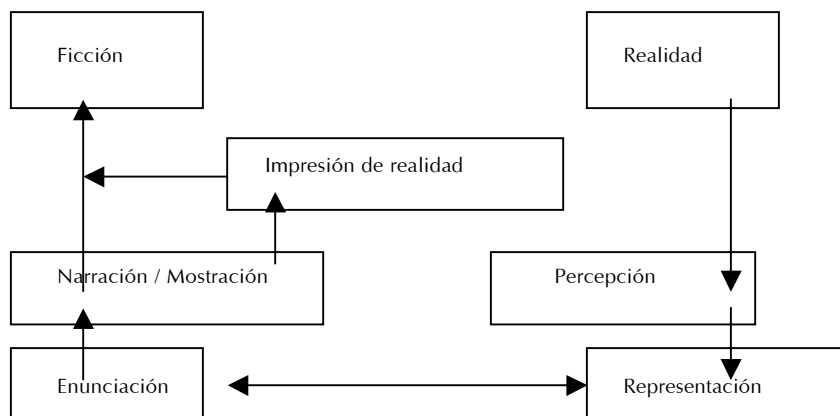 Ficción
Realidad
Impresión de realidad
Narración / Mostración
Percepción
Enunciación
Representación